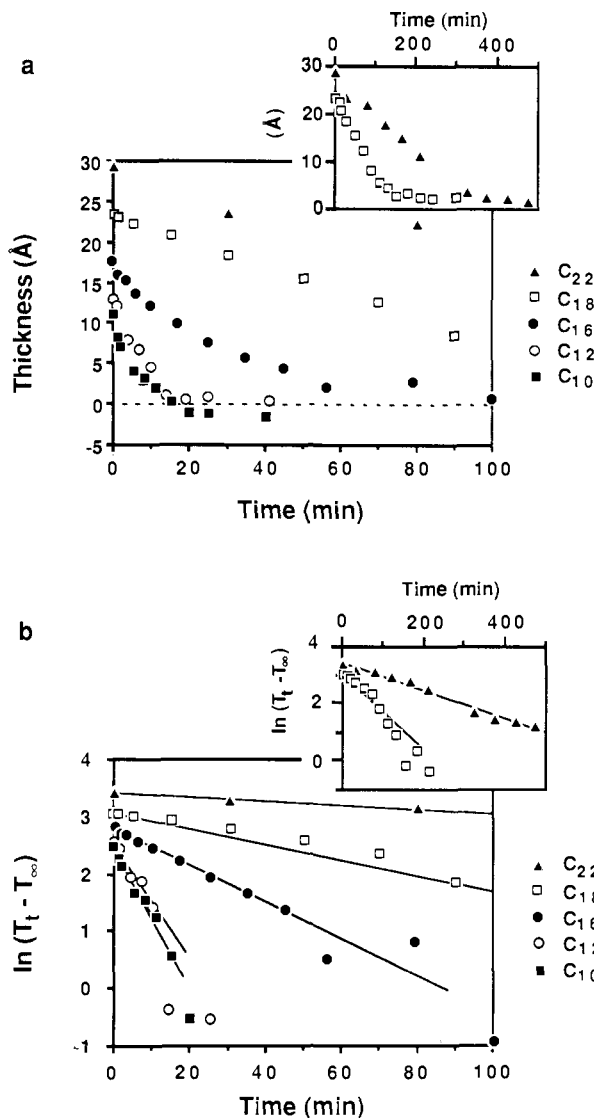 a
Time (min)
0 200 400
30
20
10
0
(Å)
30
25
20
15
10
5
0
-5
Thickness (Å)
0 20 40 60 80 100
Time (min)
▲ C22
□ C18
● C16
○ C12
■ C10
b
Time (min)
0 200 400
4
2
0
ln (Tt - T∞)
4
3
2
1
0
-1
ln (Tt - T∞)
0 20 40 60 80 100
Time (min)
▲ C22
□ C18
● C16
○ C12
■ C10